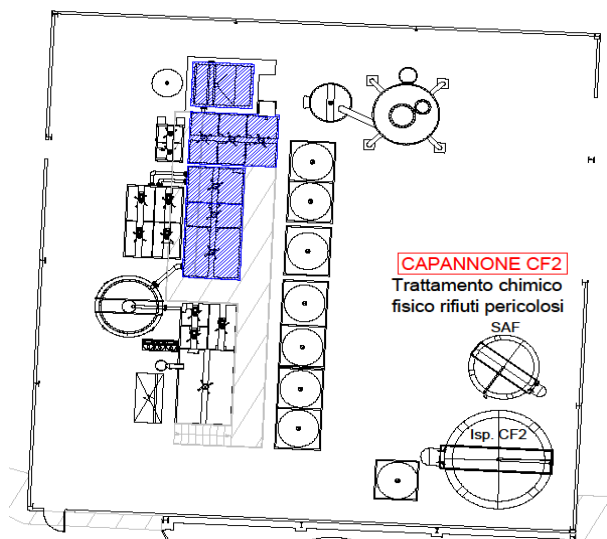 CAPANNONE CF2
Trattamento chimico
fisico rifiuti pericolosi
SAF
Isp. CF2